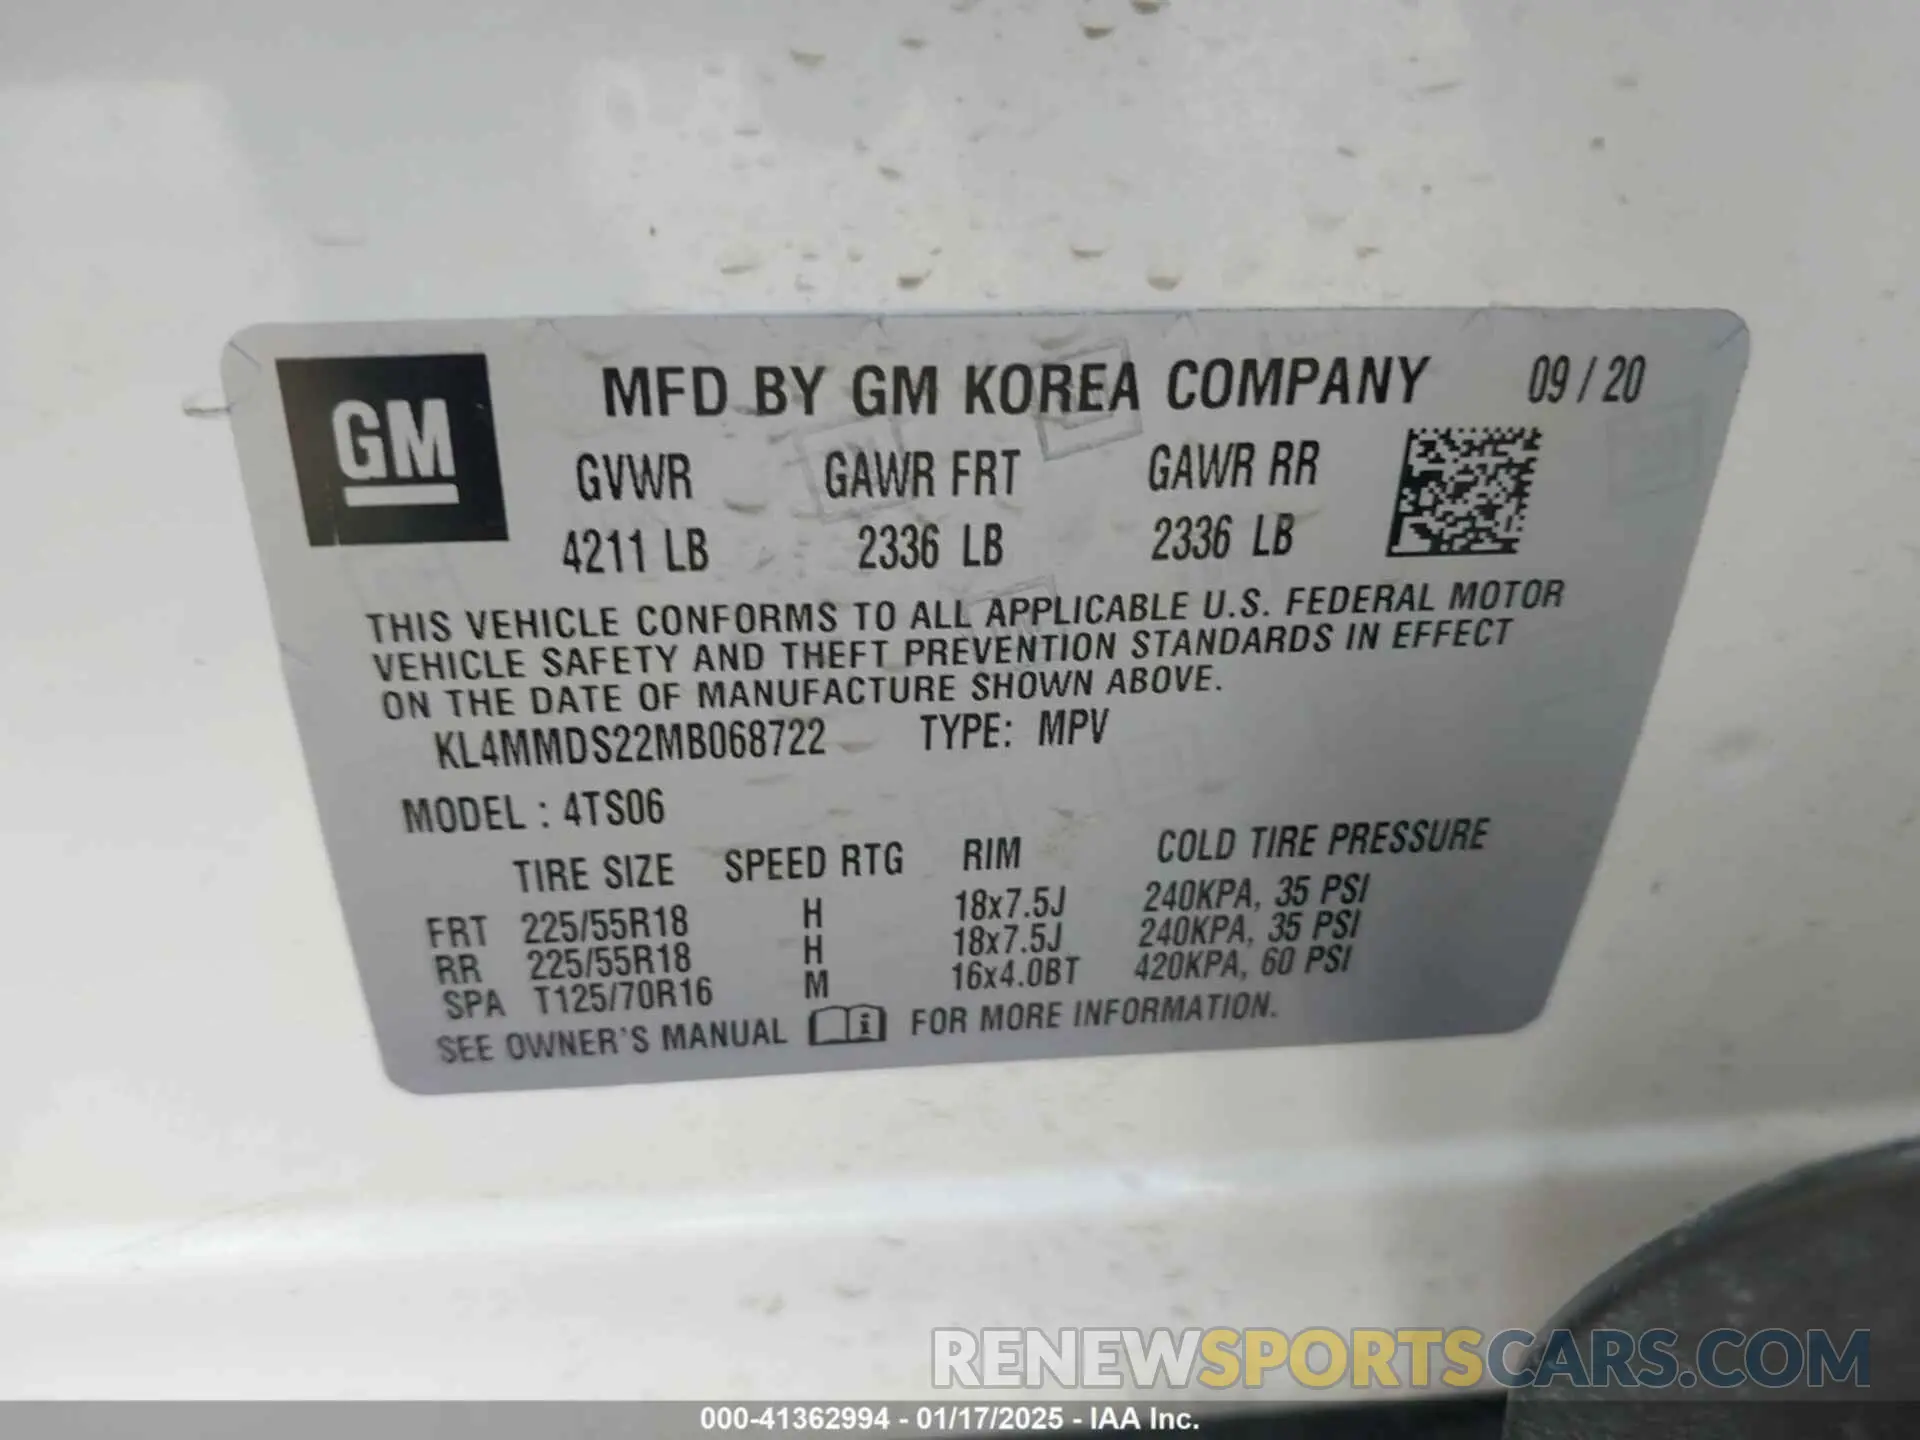 GM
MFD BY GM KOREA COMPANY 09 / 20
GVWR GAWR FRT GAWR RR
4211 LB 2336 LB 2336 LB
THIS VEHICLE CONFORMS TO ALL APPLICABLE U.S. FEDERAL MOTOR
VEHICLE SAFETY AND THEFT PREVENTION STANDARDS IN EFFECT
ON THE DATE OF MANUFACTURE SHOWN ABOVE.
KL4MMDS22MB068722 TYPE: MPV
MODEL : 4TS06
TIRE SIZE SPEED RTG RIM COLD TIRE PRESSURE
FRT 225/55R18 H 18x7.5J 240KPA, 35 PSI
RR 225/55R18 H 18x7.5J 240KPA, 35 PSI
SPA T125/70R16 M 16x4.0BT 420KPA, 60 PSI
SEE OWNER'S MANUAL i FOR MORE INFORMATION.
RENEWSPORTSCARS.COM
000-41362994 - 01/17/2025 - IAA Inc.